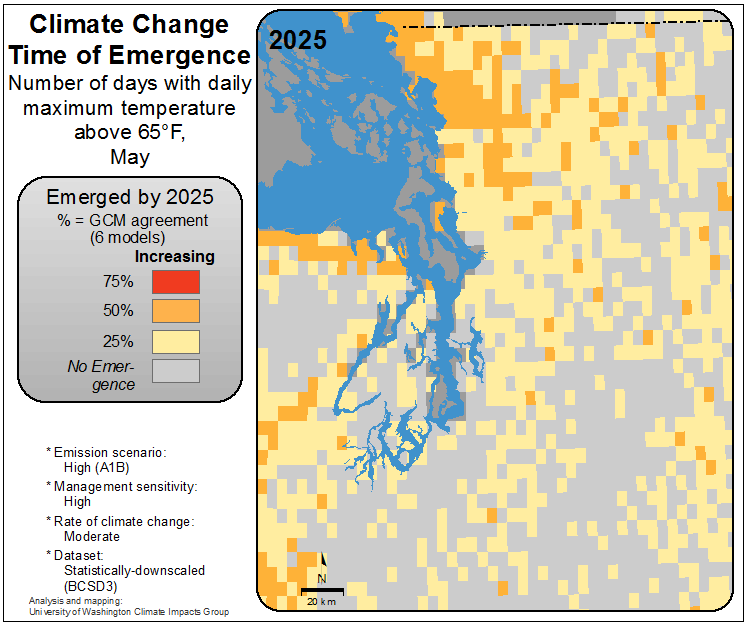 Climate Change
Time of Emergence
Number of days with daily
maximum temperature
above 65°F,
May
Emerged by 2025
% = GCM agreement
(6 models)
Increasing
75%
50%
25%
No Emer-
gence
* Emission scenario:
High (A1B)
* Management sensitivity:
High
* Rate of climate change:
Moderate
* Dataset:
Statistically-downscaled
(BCSD3)
Analysis and mapping:
University of Washington Climate Impacts Group
2025
N
20 km